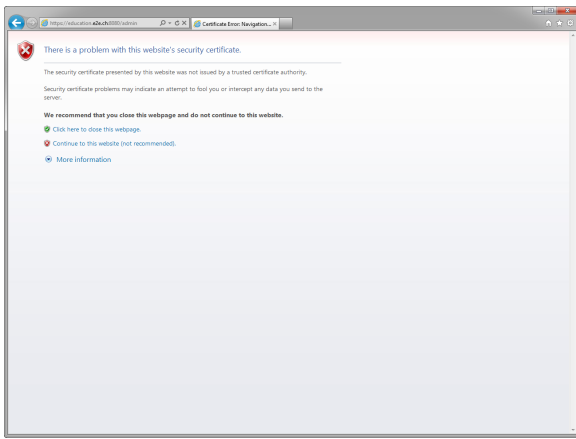 https://education.e2e.ch:8080/admin
Certificate Error: Navigation...
There is a problem with this website's security certificate.
The security certificate presented by this website was not issued by a trusted certificate authority.
Security certificate problems may indicate an attempt to fool you or intercept any data you send to the
server.
We recommend that you close this webpage and do not continue to this website.
Click here to close this webpage.
Continue to this website (not recommended).
More information